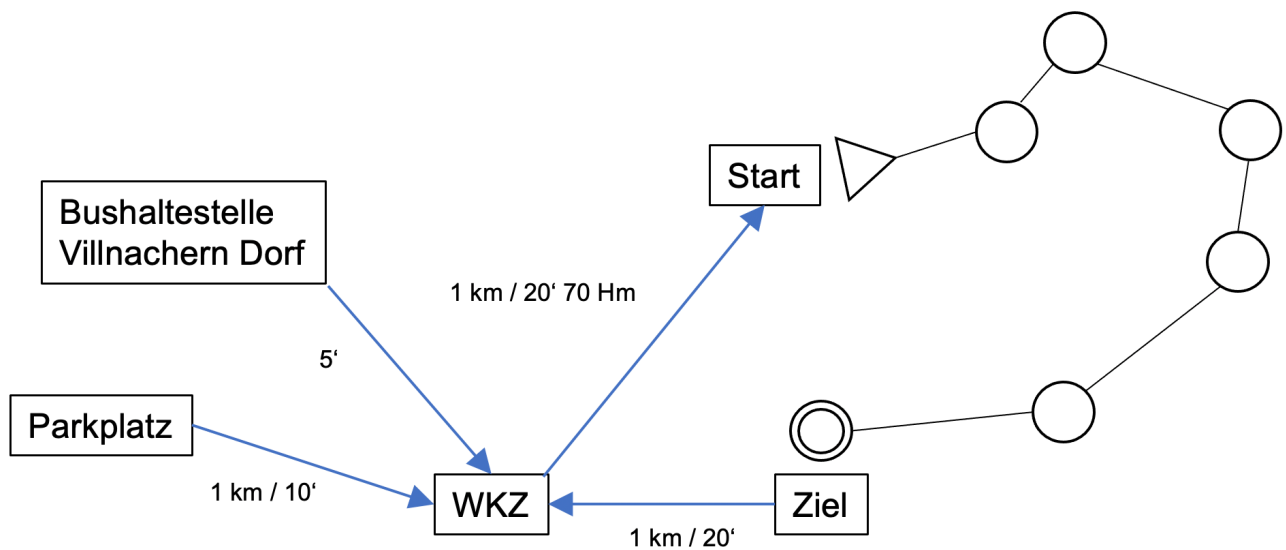 Start
Bushaltestelle
Villnachern Dorf
1 km / 20‘ 70 Hm
5‘
Parkplatz
1 km / 10‘
WKZ
Ziel
1 km / 20‘